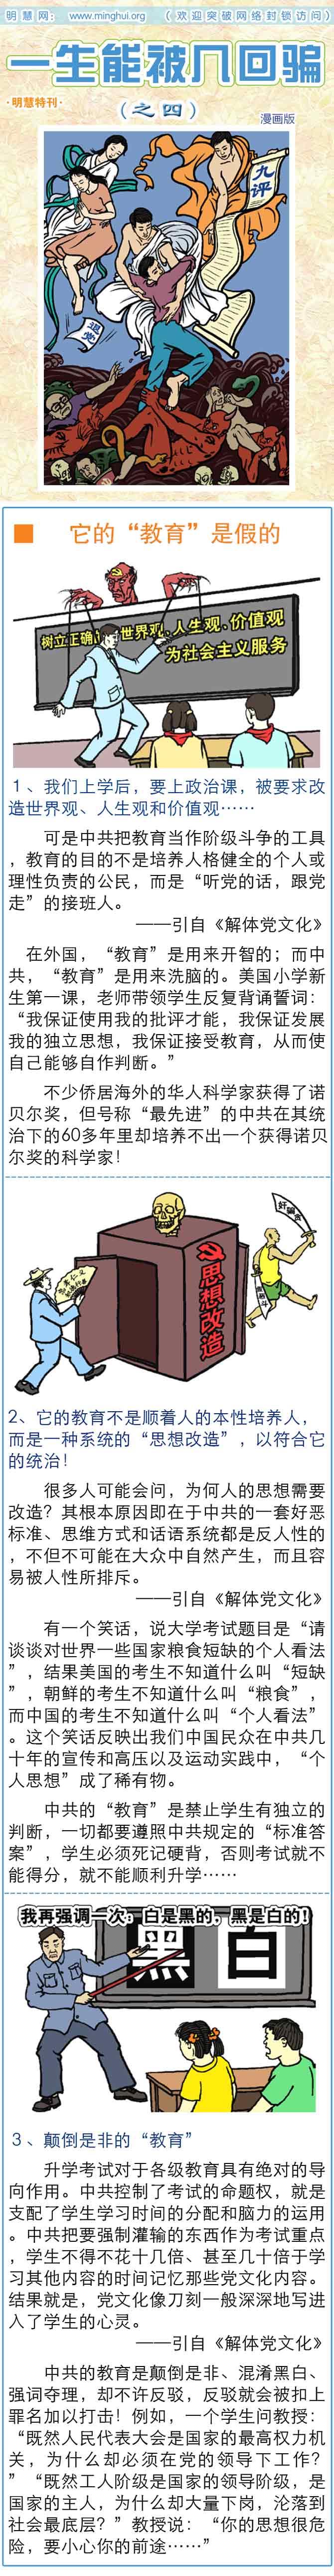 明慧网: www.minghui.org （欢迎突破网络封锁访问）
一生能被几回骗
·明慧特刊·
（之四）
漫画版
九评
退党
■ 它的“教育”是假的
树立正确的世界观、人生观、价值观
为社会主义服务
1、我们上学后，要上政治课，被要求改
造世界观、人生观和价值观……
可是中共把教育当作阶级斗争的工具
，教育的目的不是培养人格健全的个人或
理性负责的公民，而是“听党的话，跟党
走”的接班人。
——引自《解体党文化》
在外国，“教育”是用来开智的；而中
共，“教育”是用来洗脑的。美国小学新
生第一课，老师带领学生反复背诵誓词：
“我保证使用我的批评才能，我保证发展
我的独立思想，我保证接受教育，从而使
自己能够自作判断。”
不少侨居海外的华人科学家获得了诺
贝尔奖，但号称“最先进”的中共在其统
治下的60多年里却培养不出一个获得诺贝
尔奖的科学家！
思想改造
2、它的教育不是顺着人的本性培养人，
而是一种系统的“思想改造”，以符合它
的统治！
很多人可能会问，为何人的思想需要
改造？其根本原因即在于中共的一套好恶
标准、思维方式和话语系统都是反人性的
，不但不可能在大众中自然产生，而且容
易被人性所排斥。
——引自《解体党文化》
有一个笑话，说大学考试题目是“请
谈谈对世界一些国家粮食短缺的个人看法
”，结果美国的考生不知道什么叫“短缺
”，朝鲜的考生不知道什么叫“粮食”，
而中国的考生不知道什么叫“个人看法”
。这个笑话反映出我们中国民众在中共几
十年的宣传和高压以及运动实践中，“个
人思想”成了稀有物。
中共的“教育”是禁止学生有独立的
判断，一切都要遵照中共规定的“标准答
案”，学生必须死记硬背，否则考试就不
能得分，就不能顺利升学……
我再强调一次：白是黑的，黑是白的！
黑 白
3、颠倒是非的“教育”
升学考试对于各级教育具有绝对的导
向作用。中共控制了考试的命题权，就是
支配了学生学习时间的分配和脑力的运用
。中共把要强制灌输的东西作为考试重点
，学生不得不花十几倍、甚至几十倍于学
习其他内容的时间记忆那些党文化内容。
结果就是，党文化像刀刻一般深深地写进
入了学生的心灵。
——引自《解体党文化》
中共的教育是颠倒是非、混淆黑白、
强词夺理，却不许反驳，反驳就会被扣上
罪名加以打击！例如，一个学生问教授：
“既然人民代表大会是国家的最高权力机
关，为什么却必须在党的领导下工作？
”“既然工人阶级是国家的领导阶级，是
国家的主人，为什么却大量下岗，沦落到
社会最底层？”教授说：“你的思想很危
险，要小心你的前途……”